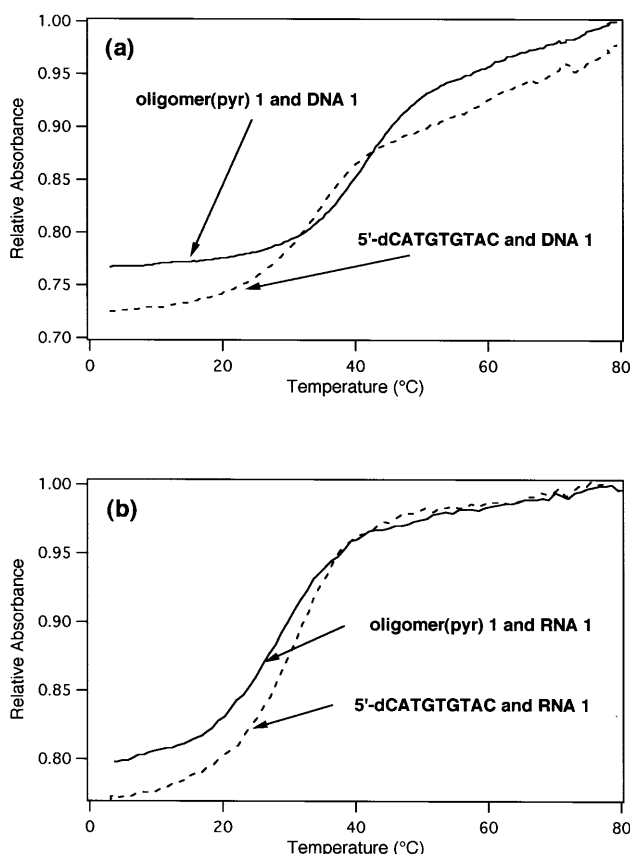 (a)
1.00
0.95
0.90
0.85
0.80
0.75
0.70
Relative Absorbance
oligomer(pyr) 1 and DNA 1
5'-dCATGTGTAC and DNA 1
0 20 40 60 80
Temperature (°C)
(b)
1.00
0.95
0.90
0.85
0.80
Relative Absorbance
oligomer(pyr) 1 and RNA 1
5'-dCATGTGTAC and RNA 1
0 20 40 60 80
Temperature (°C)